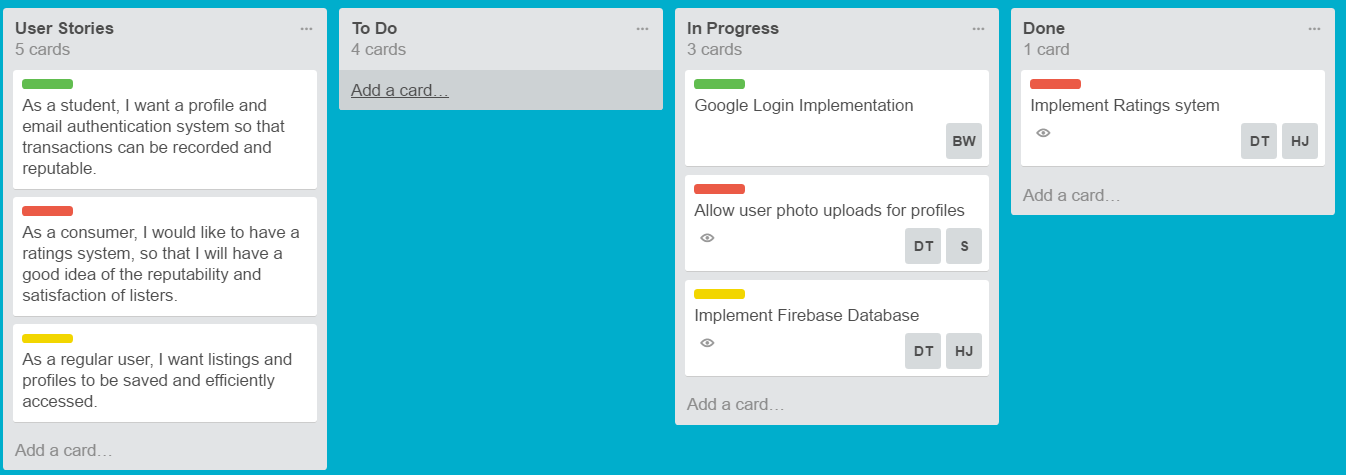 User Stories
5 cards
As a student, I want a profile and
email authentication system so that
transactions can be recorded and
reputable.
As a consumer, I would like to have a
ratings system, so that I will have a
good idea of the reputability and
satisfaction of listers.
As a regular user, I want listings and
profiles to be saved and efficiently
accessed.
Add a card…
To Do
4 cards
Add a card…
In Progress
3 cards
Google Login Implementation
BW
Allow user photo uploads for profiles
DT S
Implement Firebase Database
DT HJ
Add a card…
Done
1 card
Implement Ratings sytem
DT HJ
Add a card…